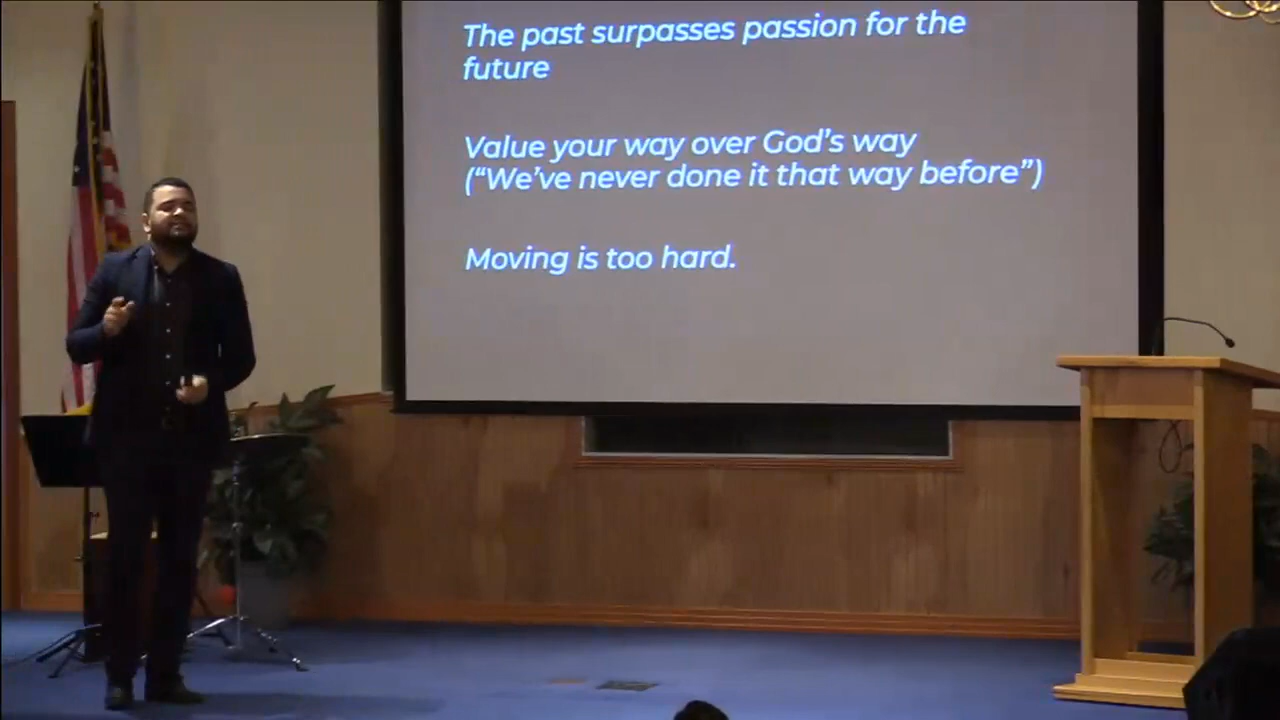 The past surpasses passion for the
future
Value your way over God's way
("We've never done it that way before")
Moving is too hard.